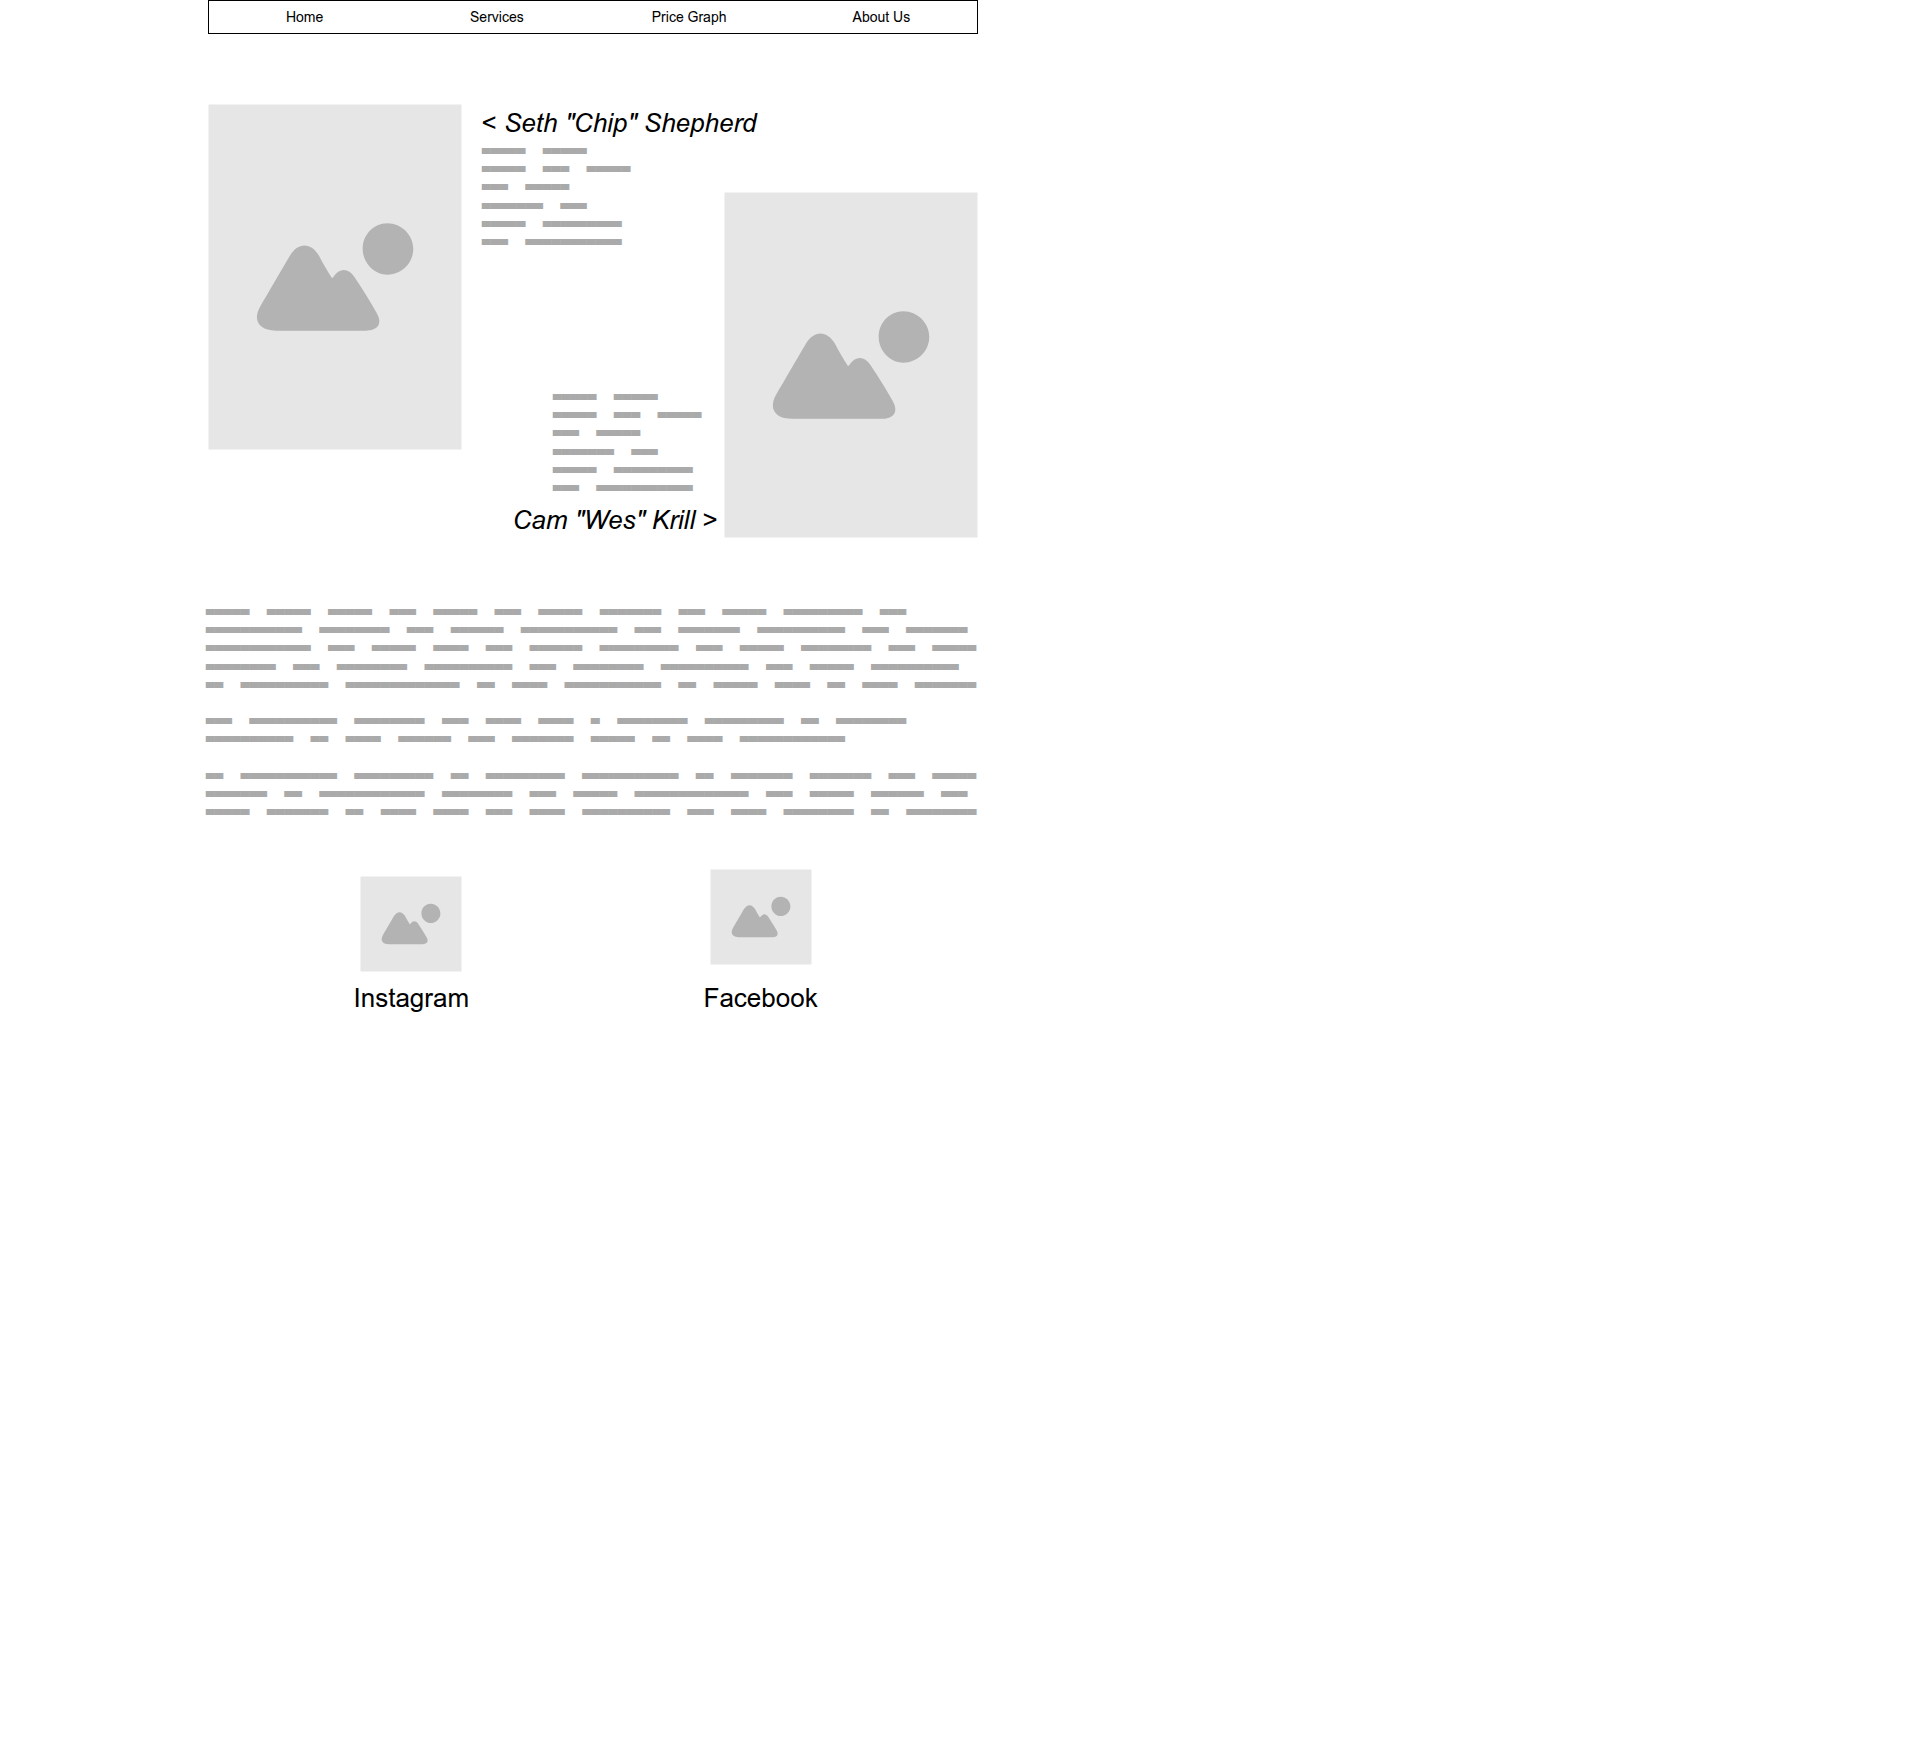 Home Services Price Graph About Us
< Seth "Chip" Shepherd
Cam "Wes" Krill >
Instagram Facebook